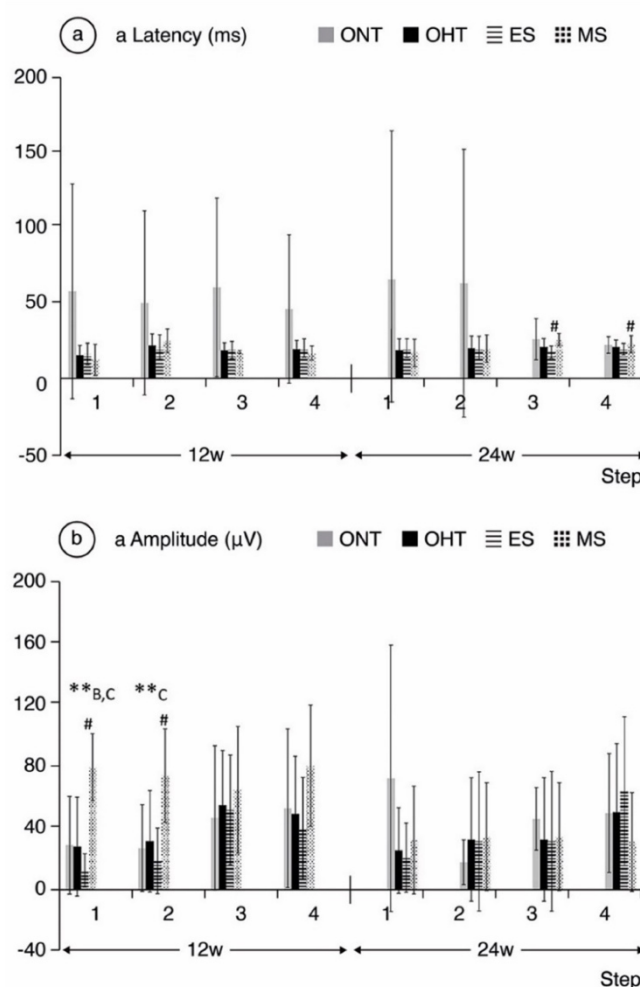 a a Latency (ms) ONT OHT ES MS
200
150
100
50
# #
0
1 2 3 4 1 2 3 4
-50
12w 24w
Step
b a Amplitude (µV) ONT OHT ES MS
200
160
120
**B,C **C
# #
80
40
0
1 2 3 4 1 2 3 4
-40
12w 24w
Step